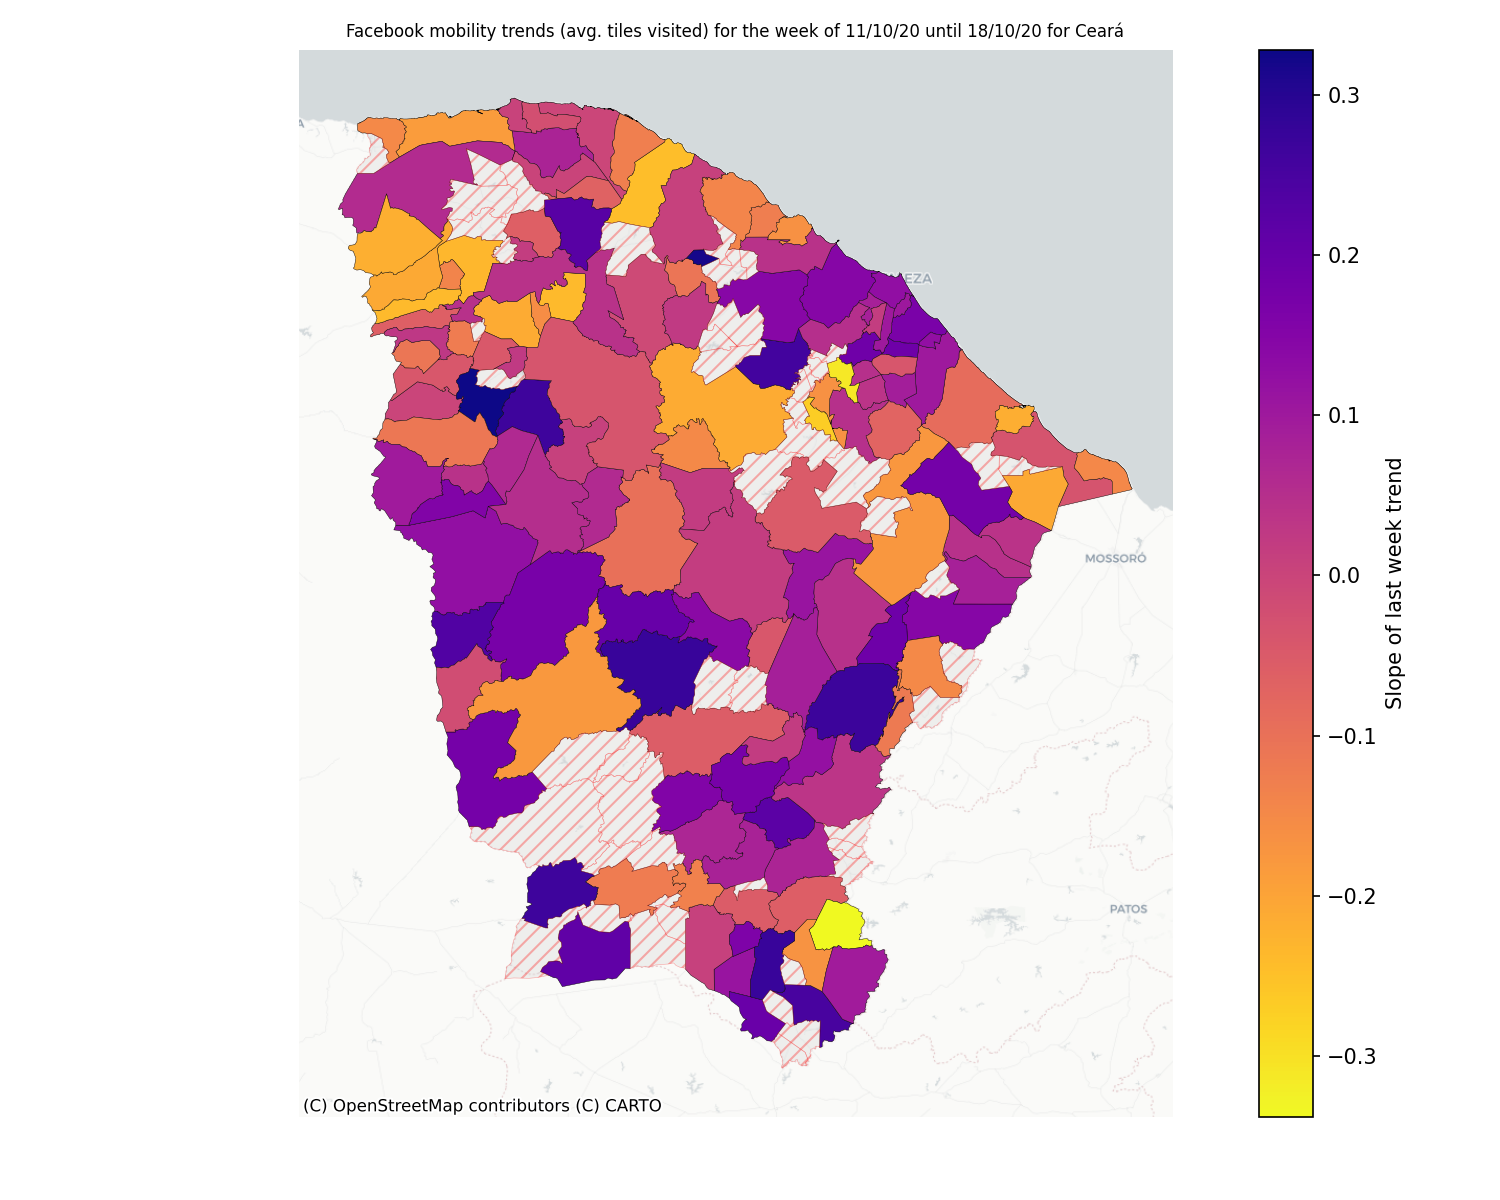 Facebook mobility trends (avg. tiles visited) for the week of 11/10/20 until 18/10/20 for Ceará
A
EZA
MOSSORÓ
PATOS
(C) OpenStreetMap contributors (C) CARTO
0.3
0.2
0.1
0.0
−0.1
−0.2
−0.3
Slope of last week trend